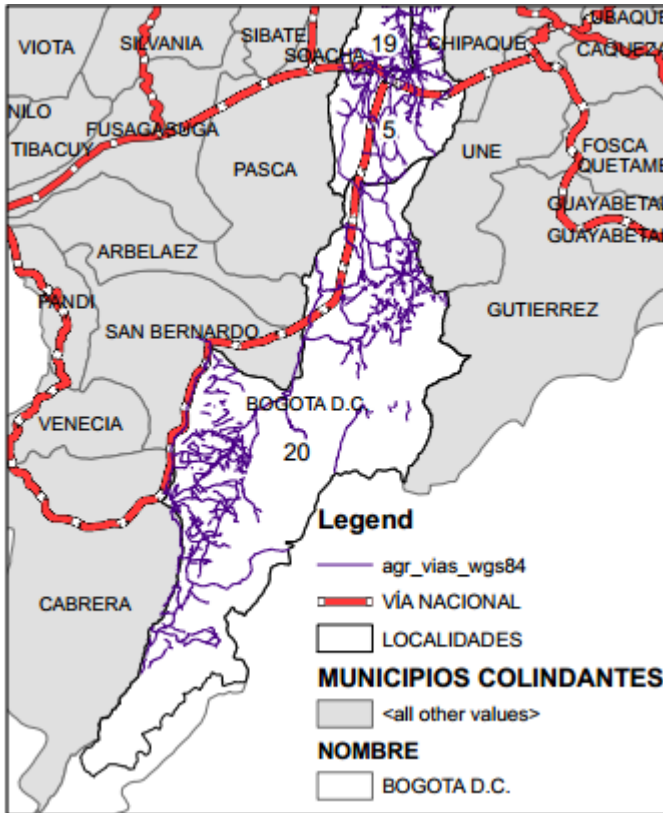 UBAQUE
VIOTA
SILVANIA
SIBATE
19
CHIPAQUE
CAQUEZA
SOACHA
NILO
FUSAGASUGA
5
TIBACUY
PASCA
UNE
FOSCA
QUETAME
GUAYABETAL
GUAYABETAL
ARBELAEZ
PANDI
SAN BERNARDO
GUTIERREZ
BOGOTA D.C.
VENECIA
20
CABRERA
Legend
agr_vias_wgs84
VÍA NACIONAL
LOCALIDADES
MUNICIPIOS COLINDANTES
<all other values>
NOMBRE
BOGOTA D.C.